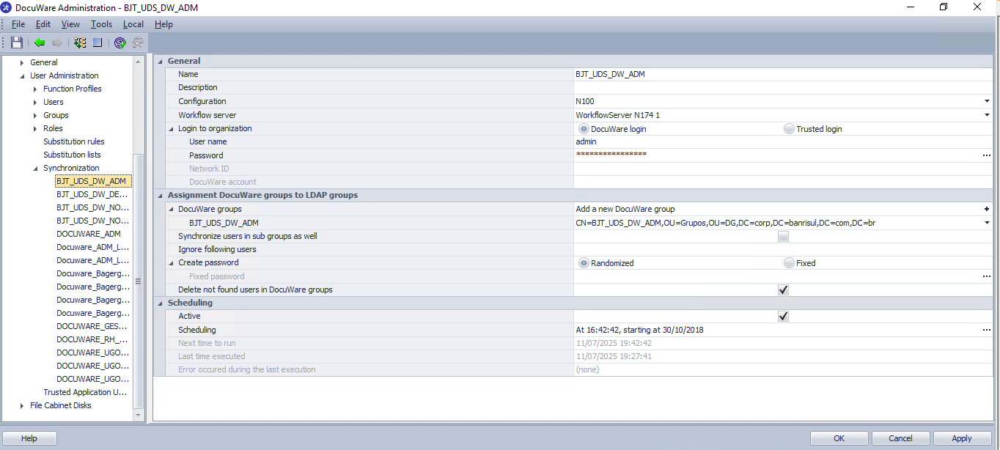 DocuWare Administration - BJT_UDS_DW_ADM
File Edit View Tools Local Help
General
User Administration
Function Profiles
Users
Groups
Roles
Substitution rules
Substitution lists
Synchronization
BJT_UDS_DW_ADM
BJT_UDS_DW_DE...
BJT_UDS_DW_NO...
BJT_UDS_DW_NO...
DOCUWARE_ADM
Docuware_ADM_L...
Docuware_ADM_L...
Docuware_Bagerg...
Docuware_Bagerg...
Docuware_Bagerg...
Docuware_Bagerg...
DOCUWARE_GES...
DOCUWARE_RH_...
DOCUWARE_UGO...
DOCUWARE_UGO...
DOCUWARE_UGO...
Trusted Application U...
File Cabinet Disks
General
Name BJT_UDS_DW_ADM
Description
Configuration N100
Workflow server WorkflowServer N174 1
Login to organization DocuWare login Trusted login
User name admin
Password ****************
Network ID
DocuWare account
Assignment DocuWare groups to LDAP groups
DocuWare groups Add a new DocuWare group
BJT_UDS_DW_ADM CN=BJT_UDS_DW_ADM,OU=Grupos,OU=DG,DC=corp,DC=banrisul,DC=com,DC=br
Synchronize users in sub groups as well
Ignore following users
Create password Randomized Fixed
Fixed password
Delete not found users in DocuWare groups
Scheduling
Active
Scheduling At 16:42:42, starting at 30/10/2018
Next time to run 11/07/2025 19:42:42
Last time executed 11/07/2025 19:27:41
Error occured during the last execution (none)
Help OK Cancel Apply